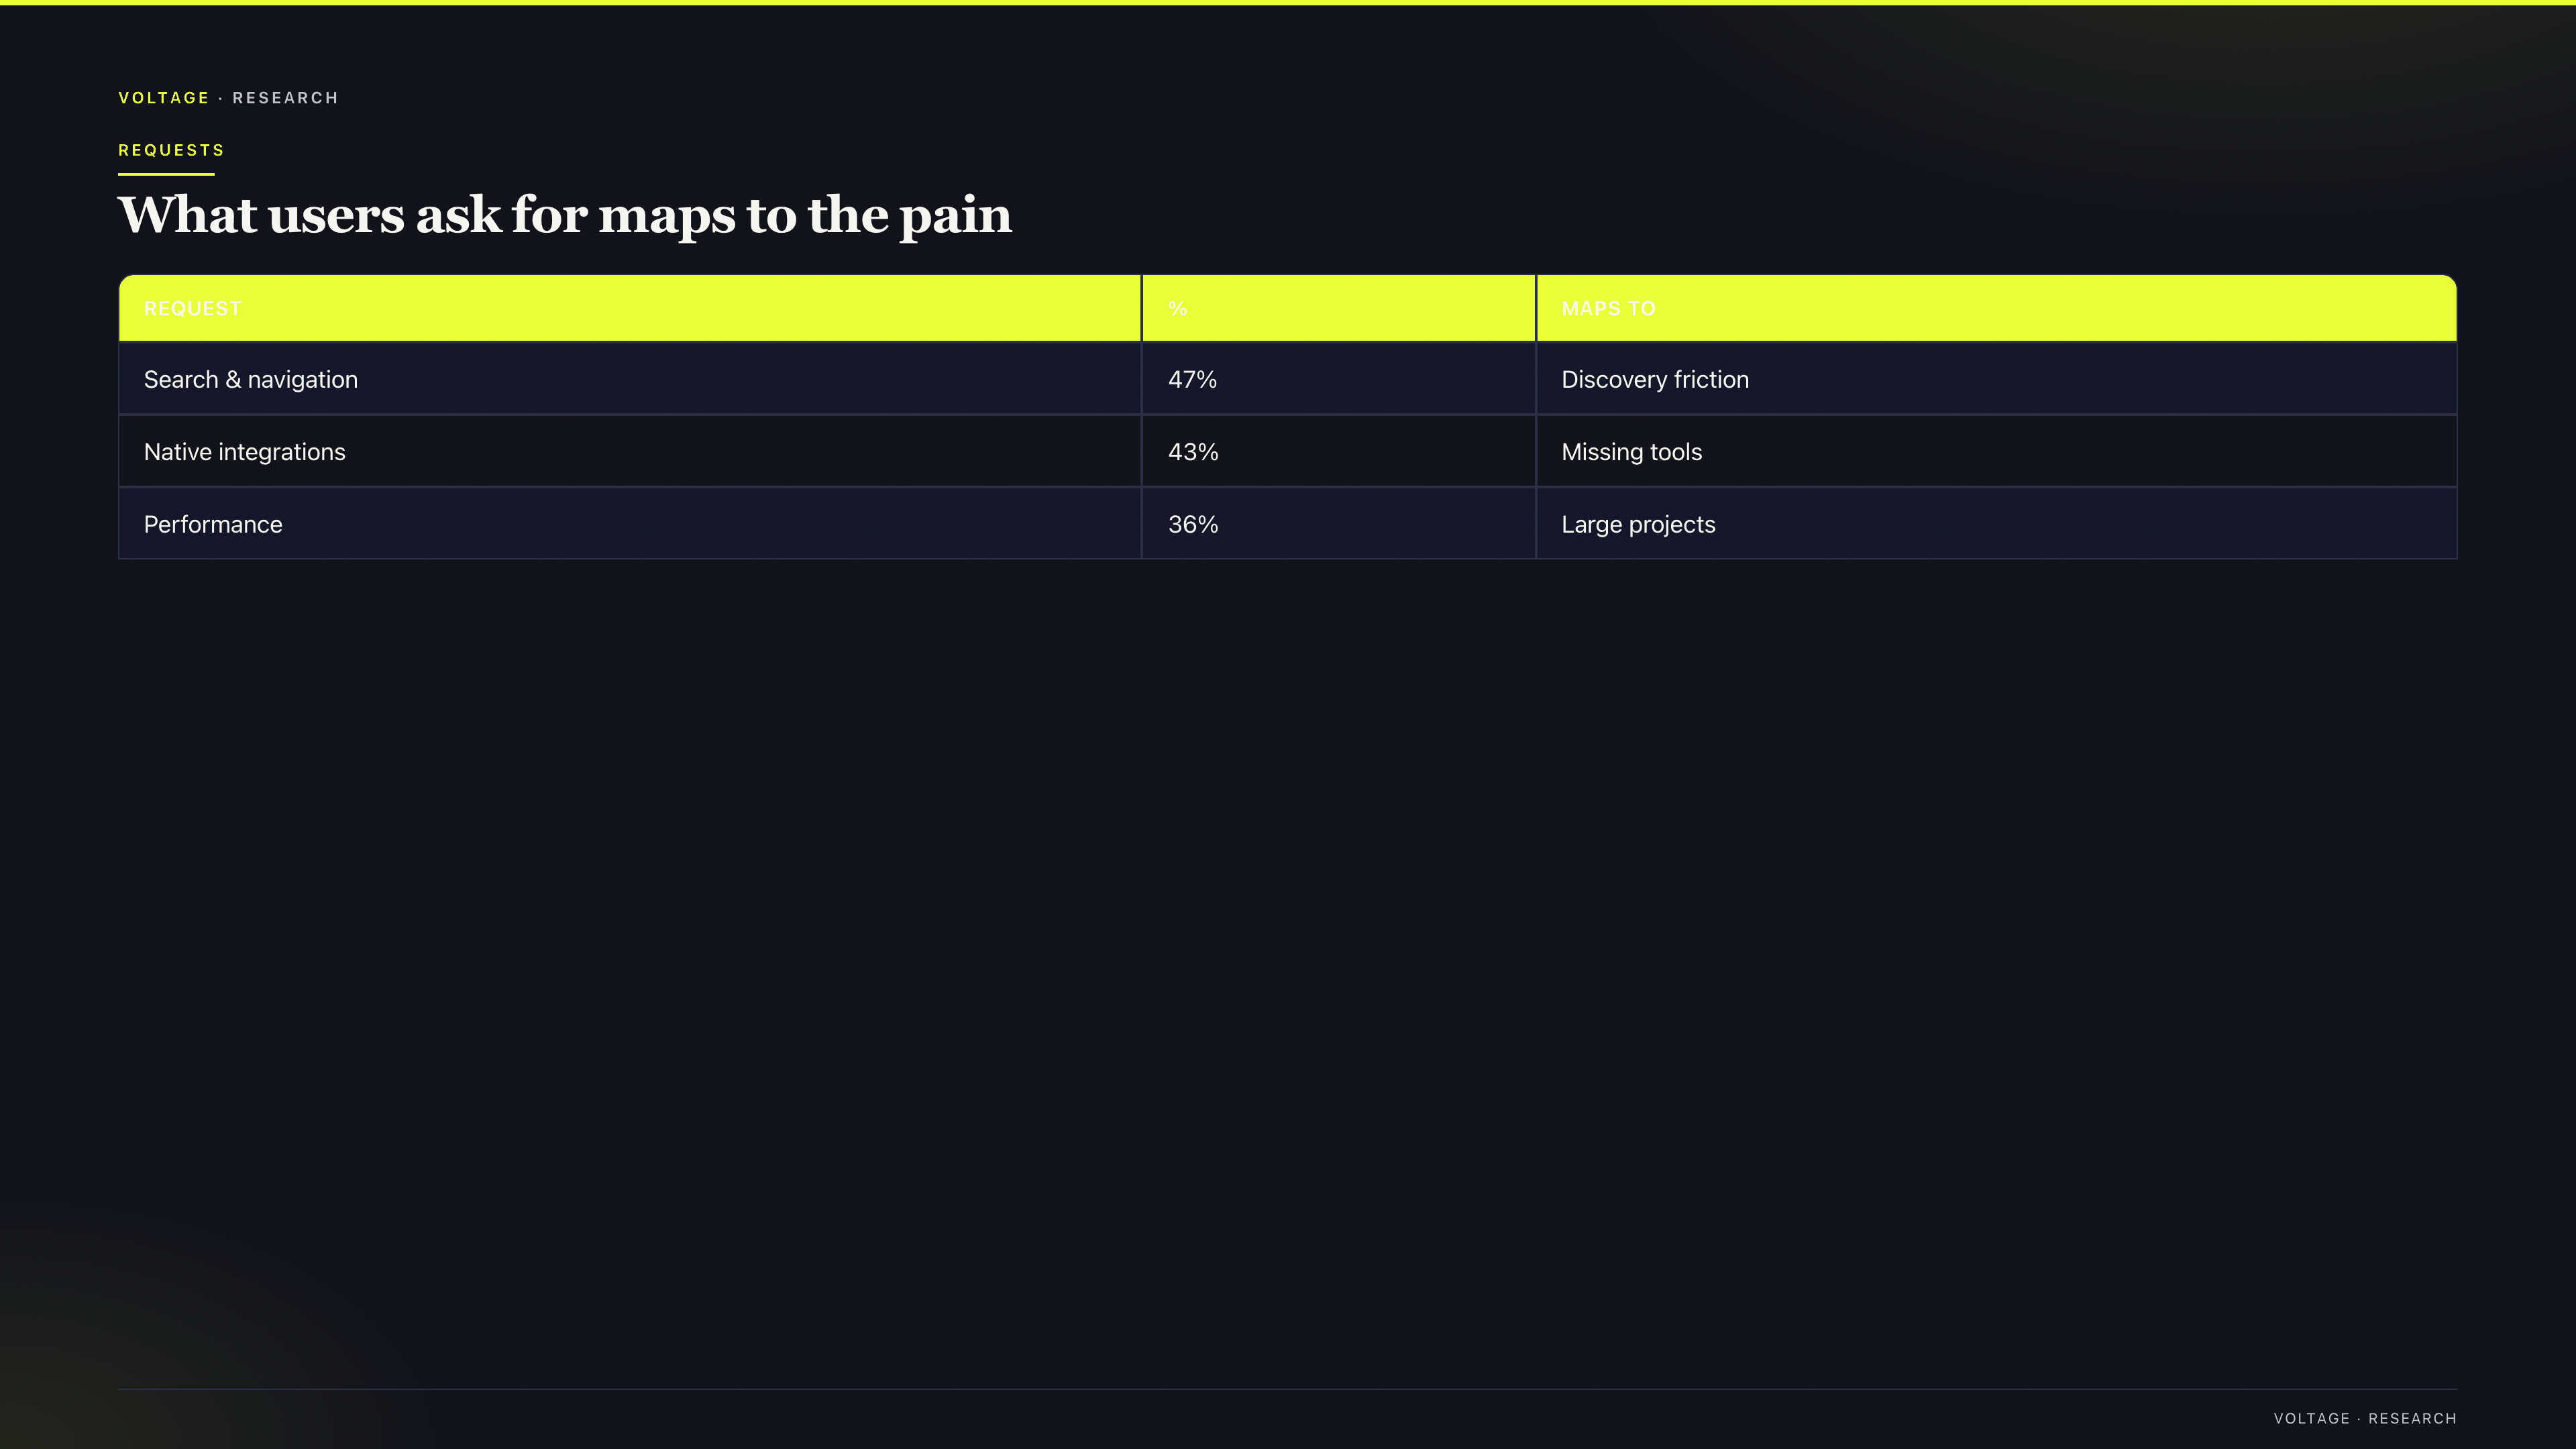 VOLTAGE · RESEARCH
REQUESTS
What users ask for maps to the pain
REQUEST % MAPS TO
Search & navigation 47% Discovery friction
Native integrations 43% Missing tools
Performance 36% Large projects
VOLTAGE · RESEARCH